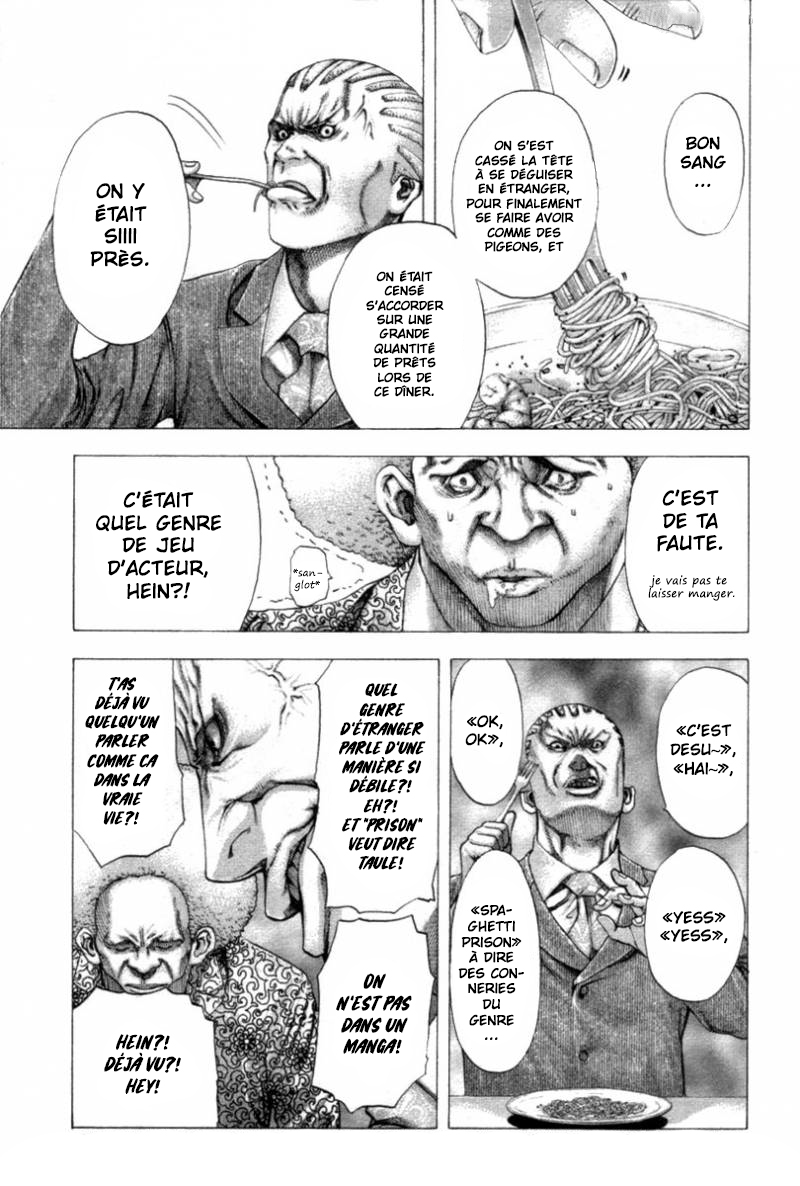 BON
SANG
...
ON S'EST
CASSÉ LA TÊTE
À SE DÉGUISER
EN ÉTRANGER,
POUR FINALEMENT
SE FAIRE AVOIR
COMME DES
PIGEONS, ET
ON ÉTAIT
CENSÉ
S'ACCORDER
SUR UNE
GRANDE
QUANTITÉ
DE PRÊTS
LORS DE
CE DÎNER.
ON Y
ÉTAIT
SIIII
PRÈS.
C'EST
DE TA
FAUTE.
je vais pas te
laisser manger.
*san-
glot*
C'ÉTAIT
QUEL GENRE
DE JEU
D'ACTEUR,
HEIN?!
«C'EST
DESU~»,
«HAI~»,
«OK,
OK»,
«YESS»
«YESS»,
«SPA-
GHETTI
PRISON»
À DIRE
DES CON-
NERIES
DU
GENRE
...
QUEL
GENRE
D'ÉTRANGER
PARLE D'UNE
MANIÈRE SI
DÉBILE?!
EH?!
ET "PRISON"
VEUT DIRE
TAULE!
T'AS
DÉJÀ VU
QUELQU'UN
PARLER
COMME CA
DANS LA
VRAIE
VIE?!
ON
N'EST PAS
DANS UN
MANGA!
HEIN?!
DÉJÀ VU?!
HEY!